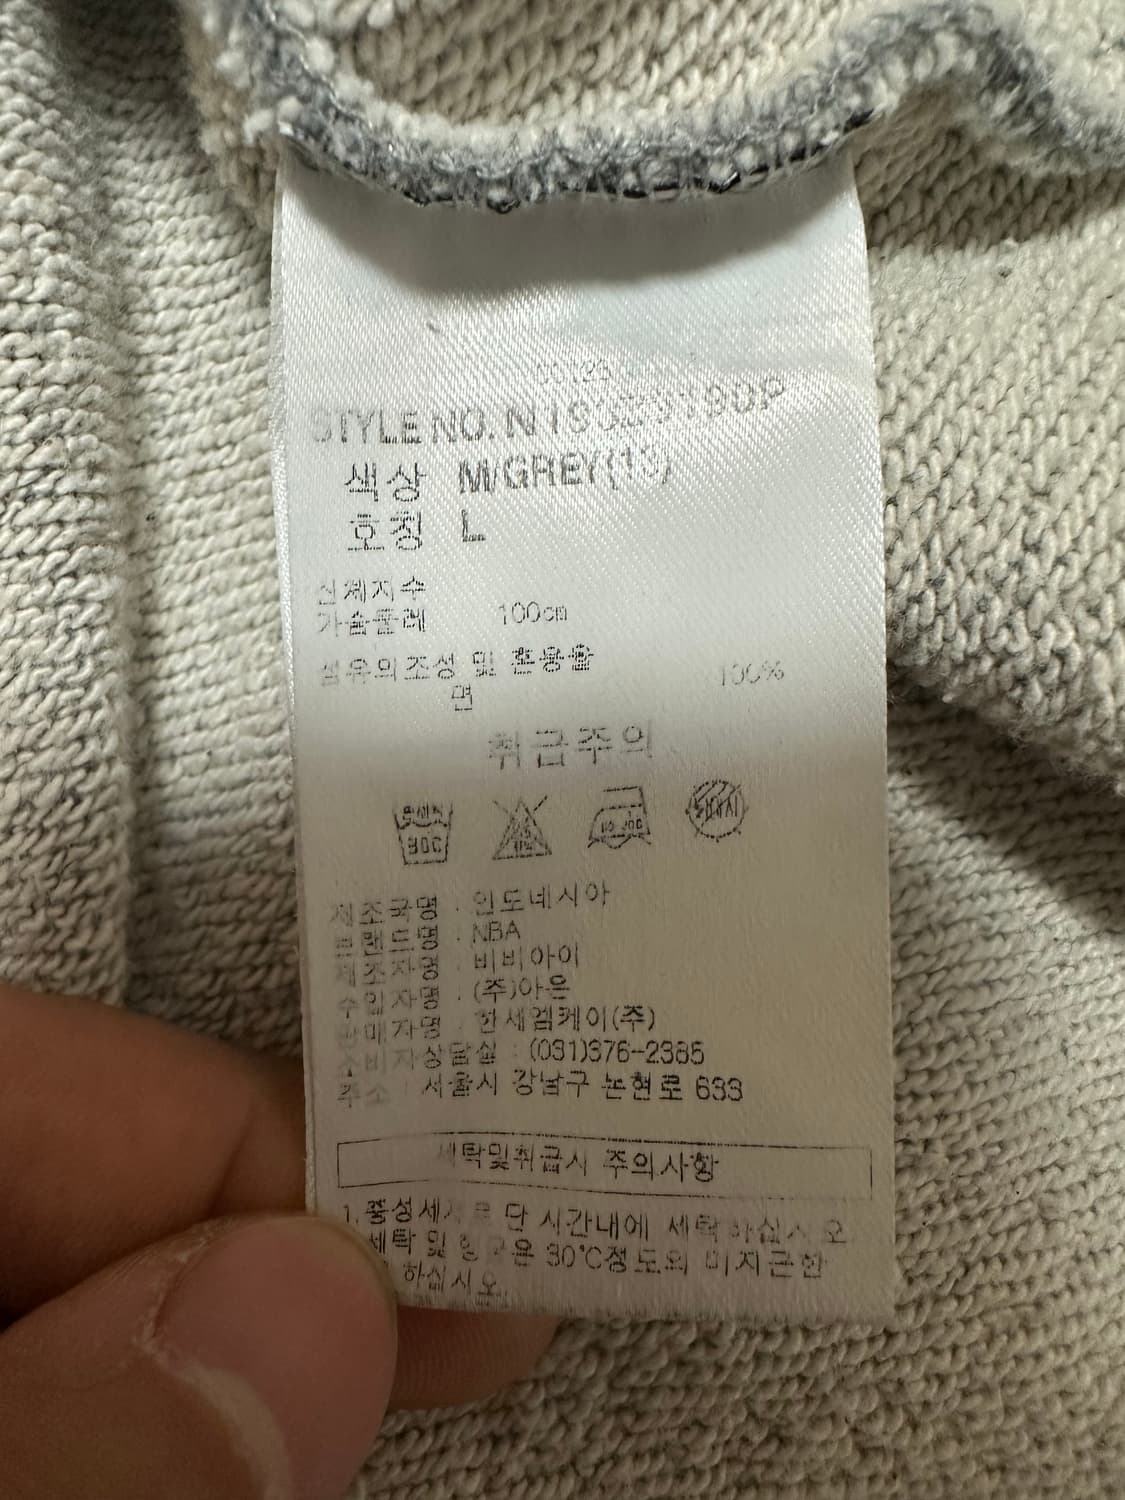 STYLE NO.
색상 M/GREY(13)
호칭 L
신체치수
가슴둘레 100cm
섬유의조성 및 혼용율
면 100%
취급주의
30℃
제조국명 : 인도네시아
브랜드명 : NBA
제조자명 : 비비아이
수입자명 : (주)아은
판매자명 : 한세엠케이(주)
소비자상담실 : (031)376-2385
주소 : 서울시 강남구 논현로 633
세탁및취급시 주의사항
1. 중성세제로 단 시간내에 세탁하십시오
세탁 및 헹굼은 30℃정도의 미지근한
하십시오